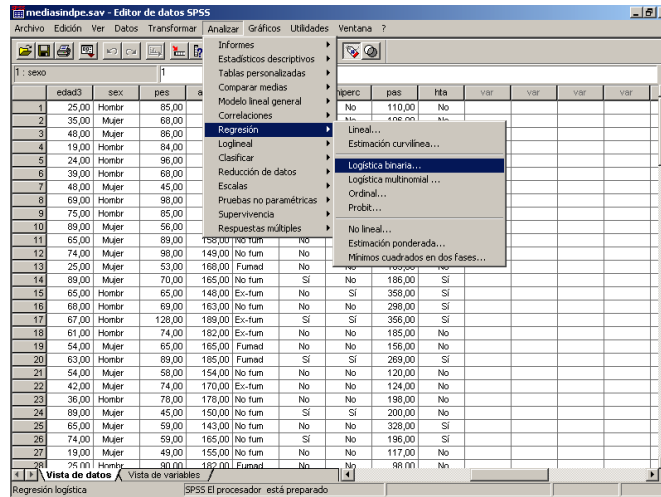 mediasindpe.sav - Editor de datos SPSS
Archivo Edición Ver Datos Transformar Analizar Gráficos Utilidades Ventana ?
1 : sexo 1
Informes
Estadísticos descriptivos
Tablas personalizadas
Comparar medias
Modelo lineal general
Correlaciones
Regresión
Loglineal
Clasificar
Reducción de datos
Escalas
Pruebas no paramétricas
Supervivencia
Respuestas múltiples
Lineal...
Estimación curvilínea...
Logística binaria...
Logística multinomial ...
Ordinal...
Probit...
No lineal...
Estimación ponderada...
Mínimos cuadrados en dos fases...
edad3 sex pes pas hta var var var var
1 25,00 Hombr 85,00 No 110,00 No
2 35,00 Mujer 68,00
3 48,00 Mujer 86,00
4 19,00 Hombr 84,00
5 24,00 Hombr 96,00
6 39,00 Hombr 68,00
7 48,00 Mujer 45,00
8 69,00 Hombr 98,00
9 75,00 Hombr 85,00
10 89,00 Mujer 56,00
11 65,00 Mujer 89,00 158,00 No fum No
12 74,00 Mujer 98,00 149,00 No fum No
13 25,00 Mujer 53,00 168,00 Fumad No
14 89,00 Mujer 70,00 165,00 No fum Sí No 186,00 Sí
15 65,00 Hombr 65,00 148,00 Ex-fum No Sí 358,00 Sí
16 68,00 Hombr 69,00 163,00 No fum No No 298,00 Sí
17 67,00 Hombr 128,00 189,00 Ex-fum Sí Sí 356,00 Sí
18 61,00 Hombr 74,00 182,00 Ex-fum No No 185,00 No
19 54,00 Mujer 65,00 165,00 Fumad No No 156,00 No
20 63,00 Hombr 89,00 185,00 Fumad Sí Sí 269,00 Sí
21 54,00 Mujer 58,00 154,00 No fum No No 120,00 No
22 42,00 Mujer 74,00 170,00 Ex-fum No No 124,00 No
23 36,00 Hombr 78,00 178,00 No fum No No 198,00 No
24 89,00 Mujer 45,00 150,00 No fum Sí Sí 200,00 No
25 65,00 Mujer 59,00 143,00 No fum No No 328,00 Sí
26 74,00 Mujer 59,00 165,00 No fum Sí No 196,00 Sí
27 19,00 Mujer 49,00 155,00 No fum No No 117,00 No
28 25,00 Hombr 90,00 182,00 Fumad No No 98,00 No
Vista de datos Vista de variables
Regresión logística SPSS El procesador está preparado